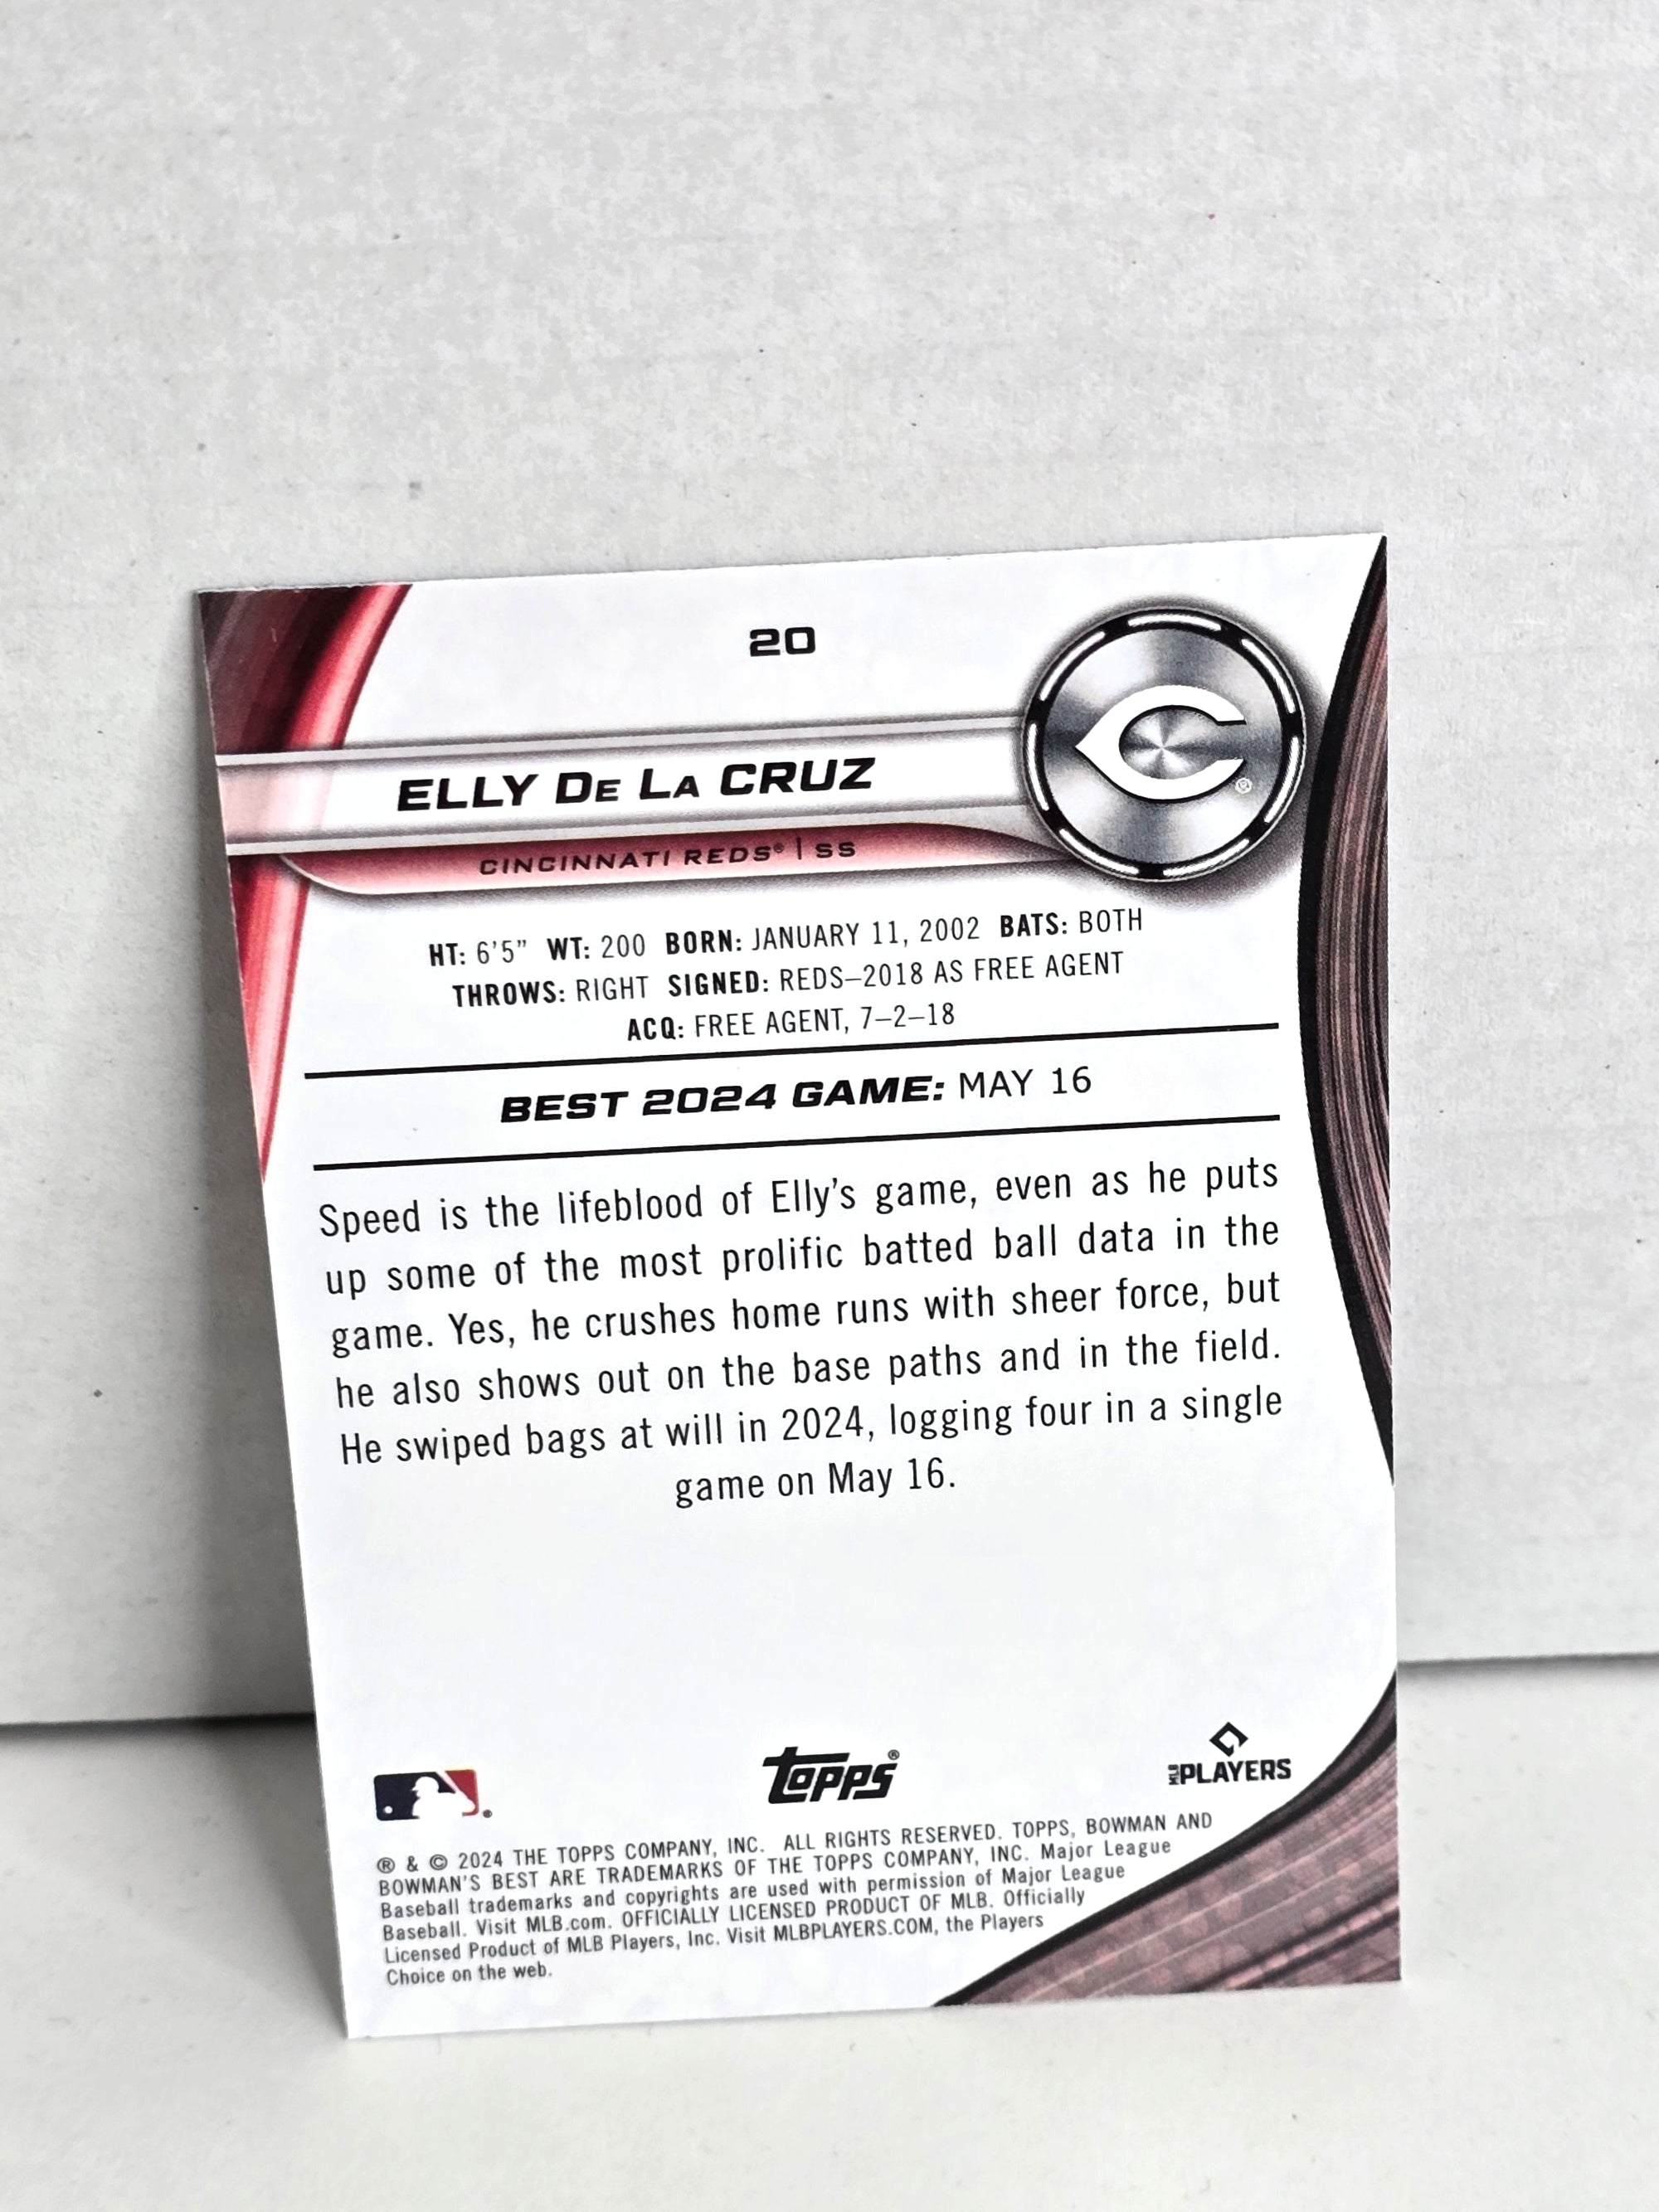 20
ELLY De La CRUZ
CINCINNATI REDS® | SS
HT: 6'5" WT: 200 BORN: JANUARY 11, 2002 BATS: BOTH
THROWS: RIGHT SIGNED: REDS–2018 AS FREE AGENT
ACQ: FREE AGENT, 7–2–18
BEST 2024 GAME: MAY 16
Speed is the lifeblood of Elly's game, even as he puts
up some of the most prolific batted ball data in the
game. Yes, he crushes home runs with sheer force, but
he also shows out on the base paths and in the field.
He swiped bags at will in 2024, logging four in a single
game on May 16.
topps®
MLB PLAYERS
® & © 2024 THE TOPPS COMPANY, INC. ALL RIGHTS RESERVED. TOPPS, BOWMAN AND
BOWMAN'S BEST ARE TRADEMARKS OF THE TOPPS COMPANY, INC. Major League
Baseball trademarks and copyrights are used with permission of Major League
Baseball. Visit MLB.com. OFFICIALLY LICENSED PRODUCT OF MLB. Officially
Licensed Product of MLB Players, Inc. Visit MLBPLAYERS.COM, the Players
Choice on the web.